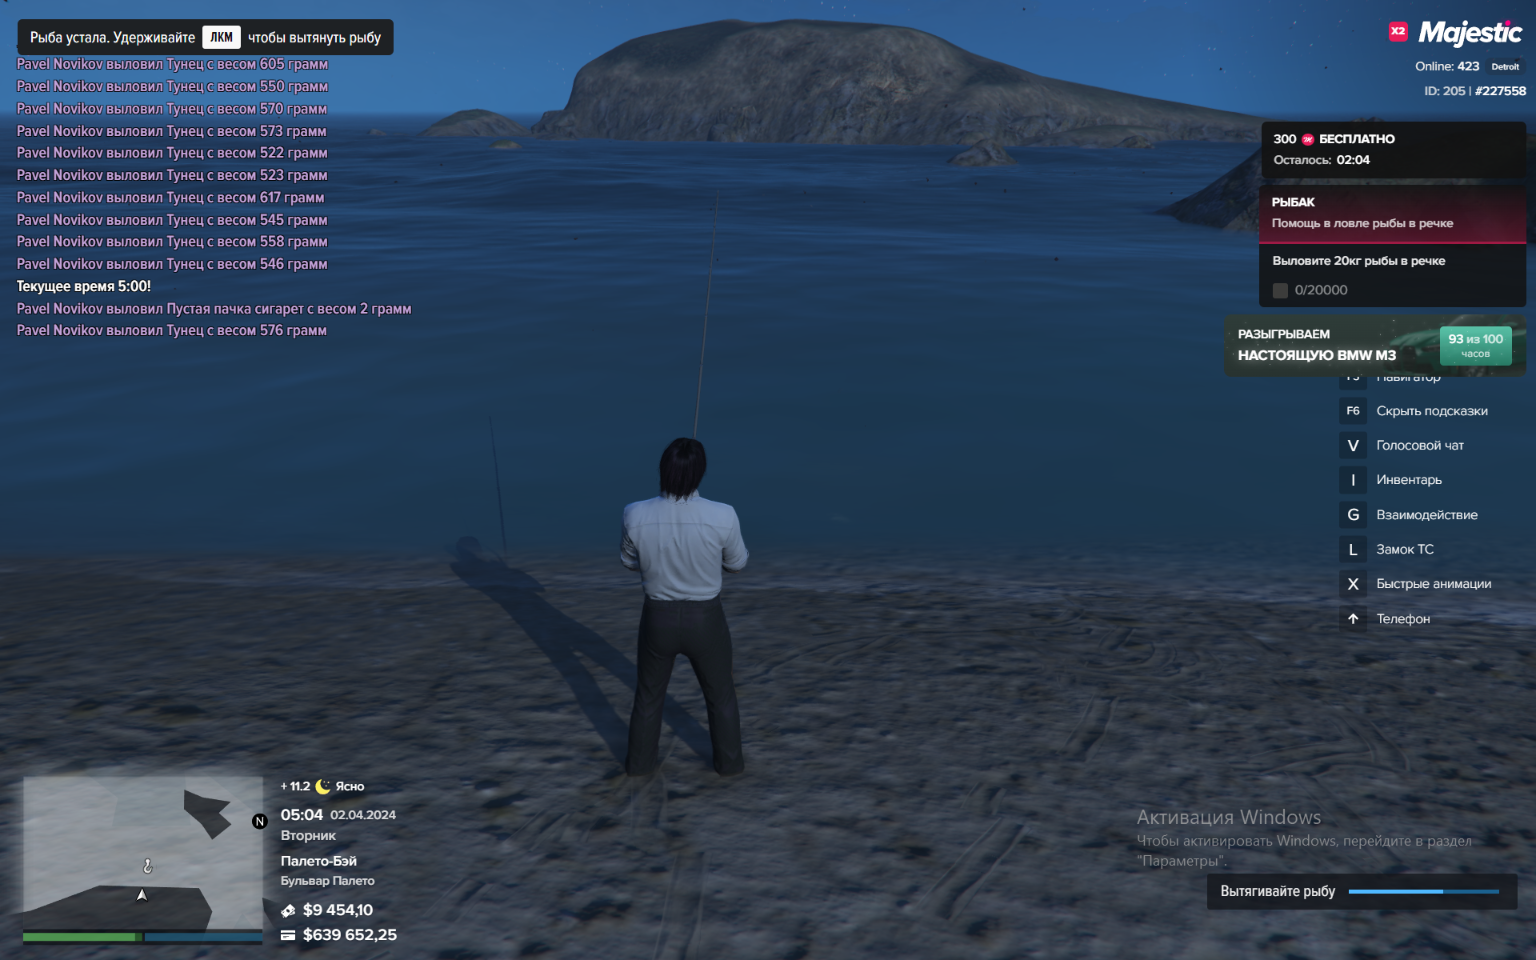 Рыба устала. Удерживайте ЛКМ чтобы вытянуть рыбу
Pavel Novikov выловил Тунец с весом 605 грамм
Pavel Novikov выловил Тунец с весом 550 грамм
Pavel Novikov выловил Тунец с весом 570 грамм
Pavel Novikov выловил Тунец с весом 573 грамм
Pavel Novikov выловил Тунец с весом 522 грамм
Pavel Novikov выловил Тунец с весом 523 грамм
Pavel Novikov выловил Тунец с весом 617 грамм
Pavel Novikov выловил Тунец с весом 545 грамм
Pavel Novikov выловил Тунец с весом 558 грамм
Pavel Novikov выловил Тунец с весом 546 грамм
Текущее время 5:00!
Pavel Novikov выловил Пустая пачка сигарет с весом 2 грамм
Pavel Novikov выловил Тунец с весом 576 грамм
X2 Majestic
Online: 423 Detroit
ID: 205 | #227558
300 БЕСПЛАТНО
Осталось: 02:04
РЫБАК
Помощь в ловле рыбы в речке
Выловите 20кг рыбы в речке
0/20000
РАЗЫГРЫВАЕМ
НАСТОЯЩУЮ BMW M3
93 из 100
часов
Навигатор
F6 Скрыть подсказки
V Голосовой чат
I Инвентарь
G Взаимодействие
L Замок ТС
X Быстрые анимации
Телефон
N
+ 11.2 Ясно
05:04 02.04.2024
Вторник
Палето-Бэй
Бульвар Палето
$9 454,10
$639 652,25
Активация Windows
Чтобы активировать Windows, перейдите в раздел
"Параметры".
Вытягивайте рыбу